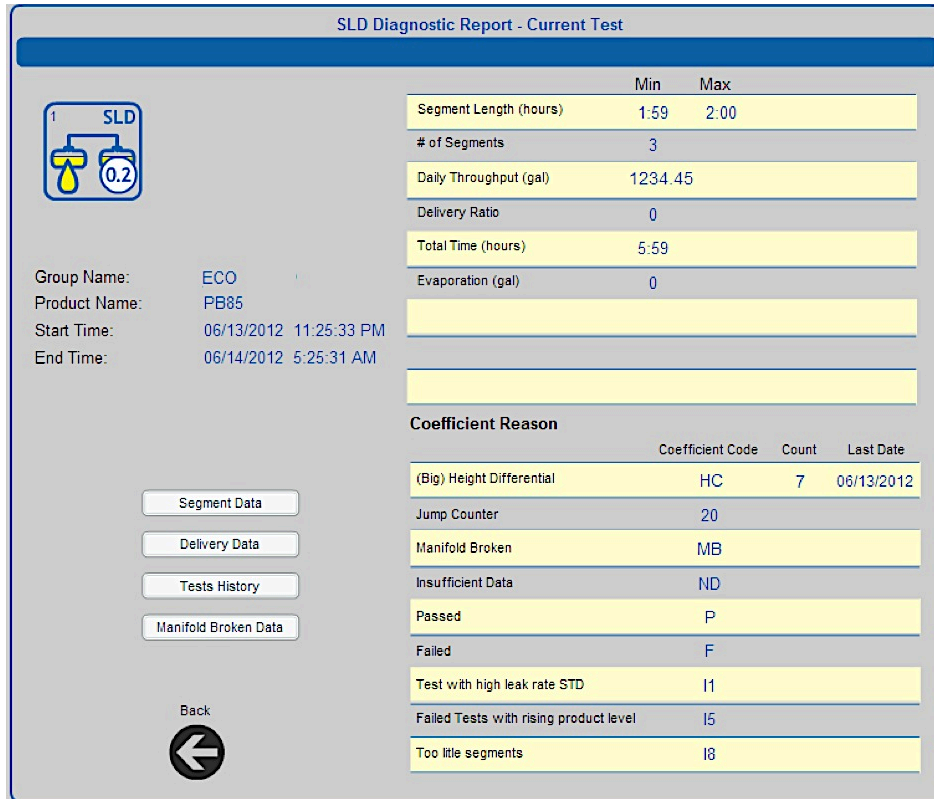 SLD Diagnostic Report - Current Test
1 SLD
0.2
Group Name: ECO
Product Name: PB85
Start Time: 06/13/2012 11:25:33 PM
End Time: 06/14/2012 5:25:31 AM
Segment Data
Delivery Data
Tests History
Manifold Broken Data
Back
Min Max
Segment Length (hours) 1:59 2:00
# of Segments 3
Daily Throughput (gal) 1234.45
Delivery Ratio 0
Total Time (hours) 5:59
Evaporation (gal) 0
Coefficient Reason
Coefficient Code Count Last Date
(Big) Height Differential HC 7 06/13/2012
Jump Counter 20
Manifold Broken MB
Insufficient Data ND
Passed P
Failed F
Test with high leak rate STD I1
Failed Tests with rising product level I5
Too litle segments I8